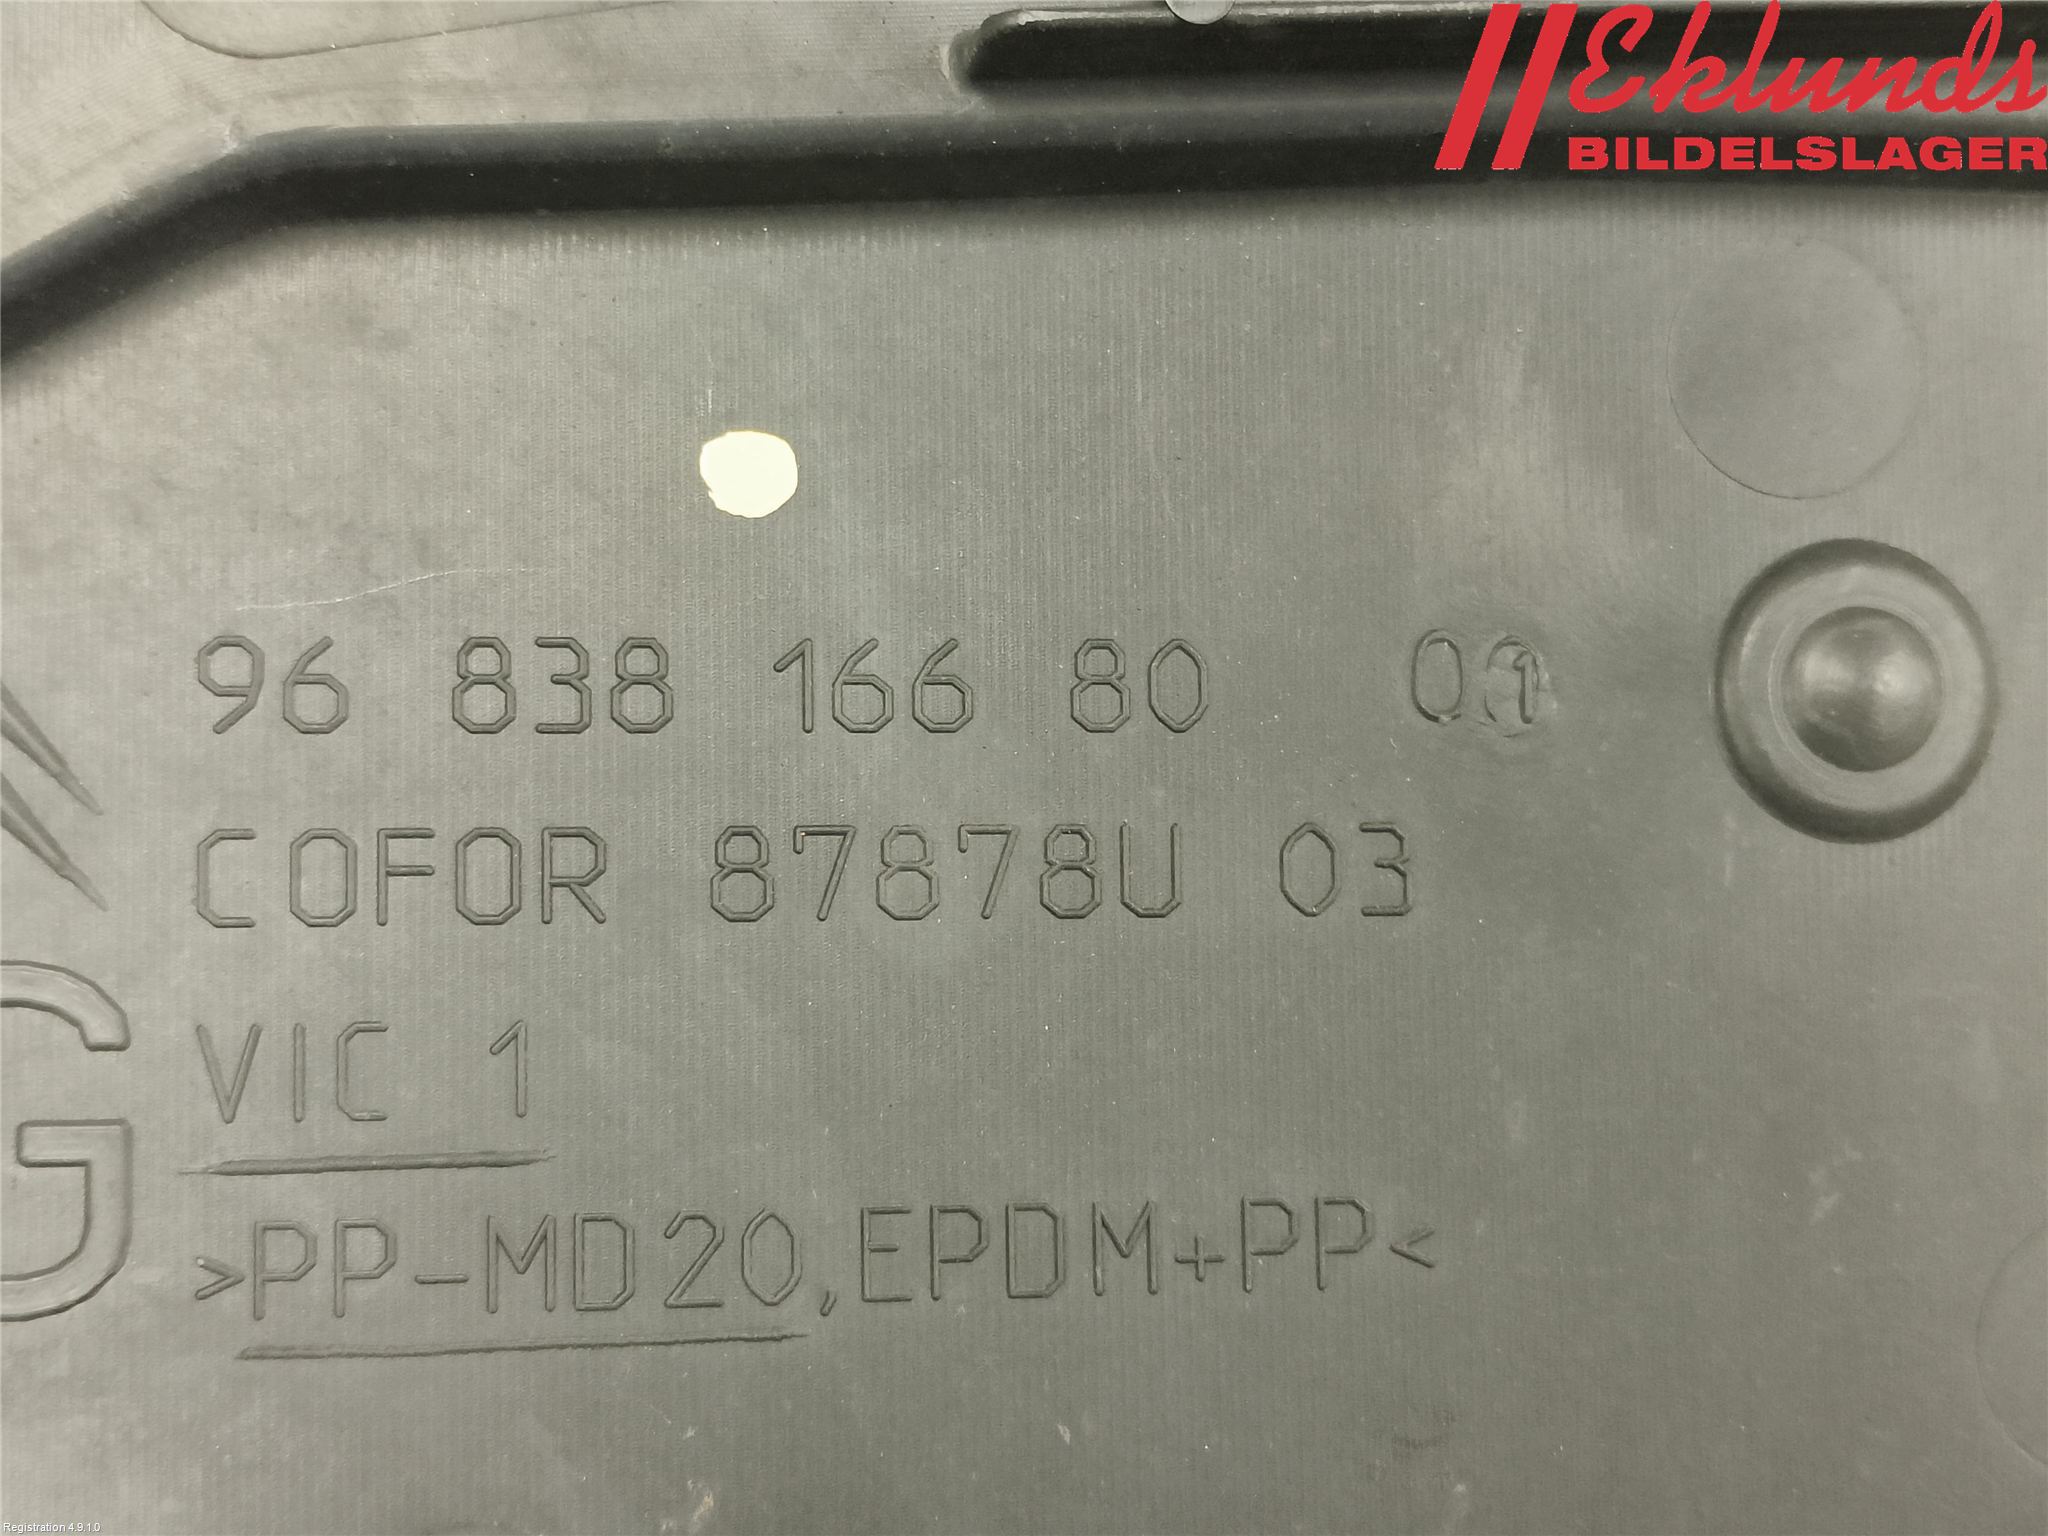 Eklunds
BILDELSLAGER
96 838 166 80 01
COFOR 87878U 03
VIC 1
G
>PP-MD20,EPDM+PP<
Registration 4.9.1.0